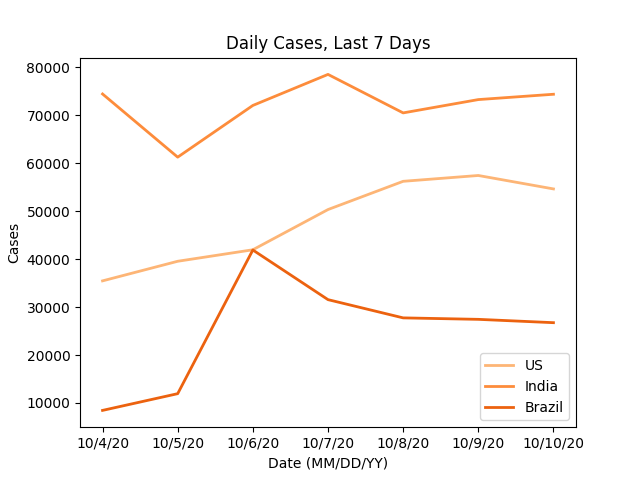 Daily Cases, Last 7 Days
80000
70000
60000
50000
40000
30000
20000
10000
Cases
US
India
Brazil
10/4/20 10/5/20 10/6/20 10/7/20 10/8/20 10/9/20 10/10/20
Date (MM/DD/YY)